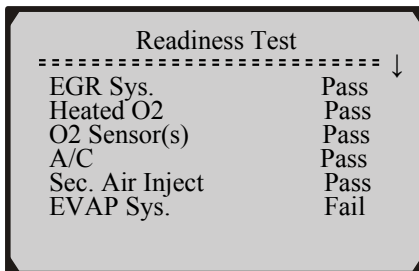 Readiness Test
======================== ↓
EGR Sys. Pass
Heated O2 Pass
O2 Sensor(s) Pass
A/C Pass
Sec. Air Inject Pass
EVAP Sys. Fail